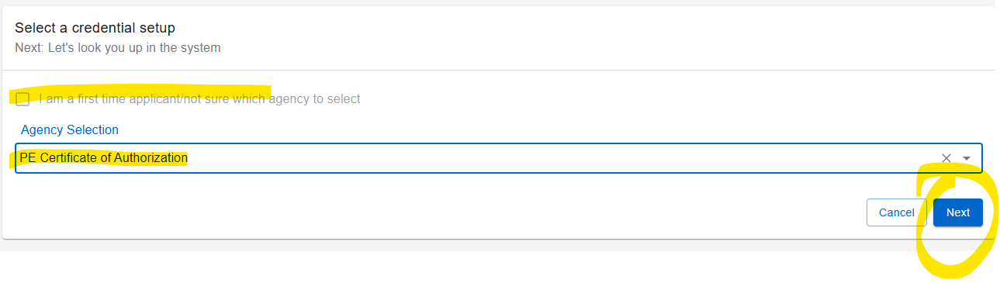 Select a credential setup
Next: Let's look you up in the system
I am a first time applicant/not sure which agency to select
Agency Selection
PE Certificate of Authorization
Cancel Next